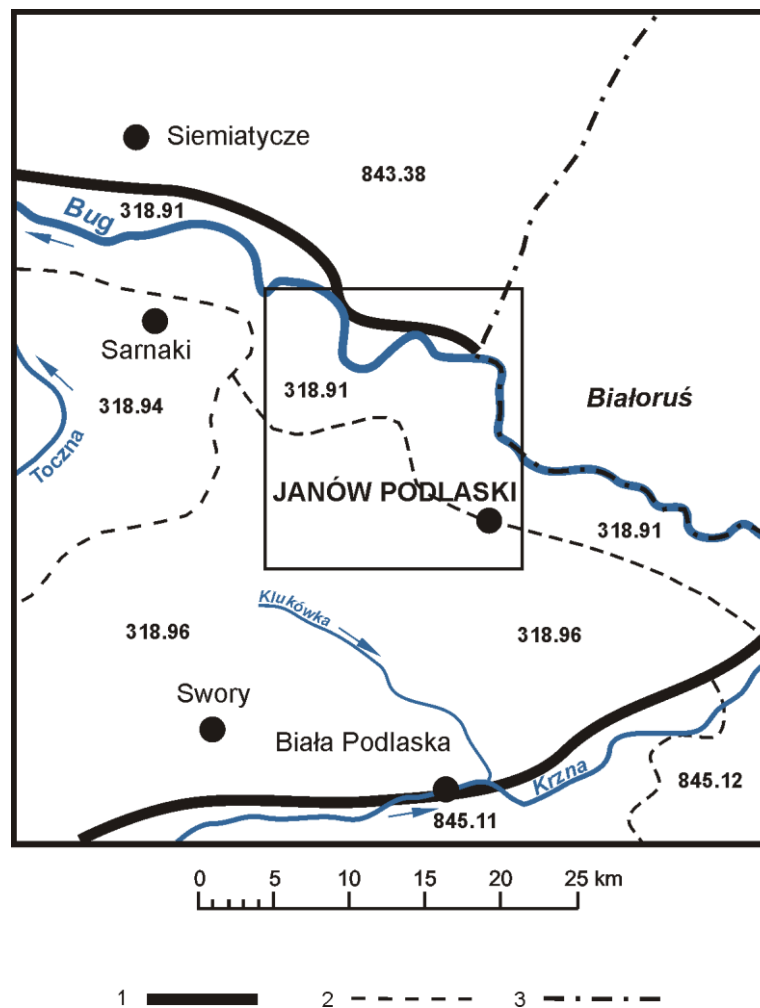 Siemiatycze
843.38
Bug
318.91
Sarnaki
318.94
318.91
Białoruś
Toczna
JANÓW PODLASKI
318.91
Klukówka
318.96
318.96
Swory
Biała Podlaska
Krzna
845.12
845.11
0 5 10 15 20 25 km
1 2 3